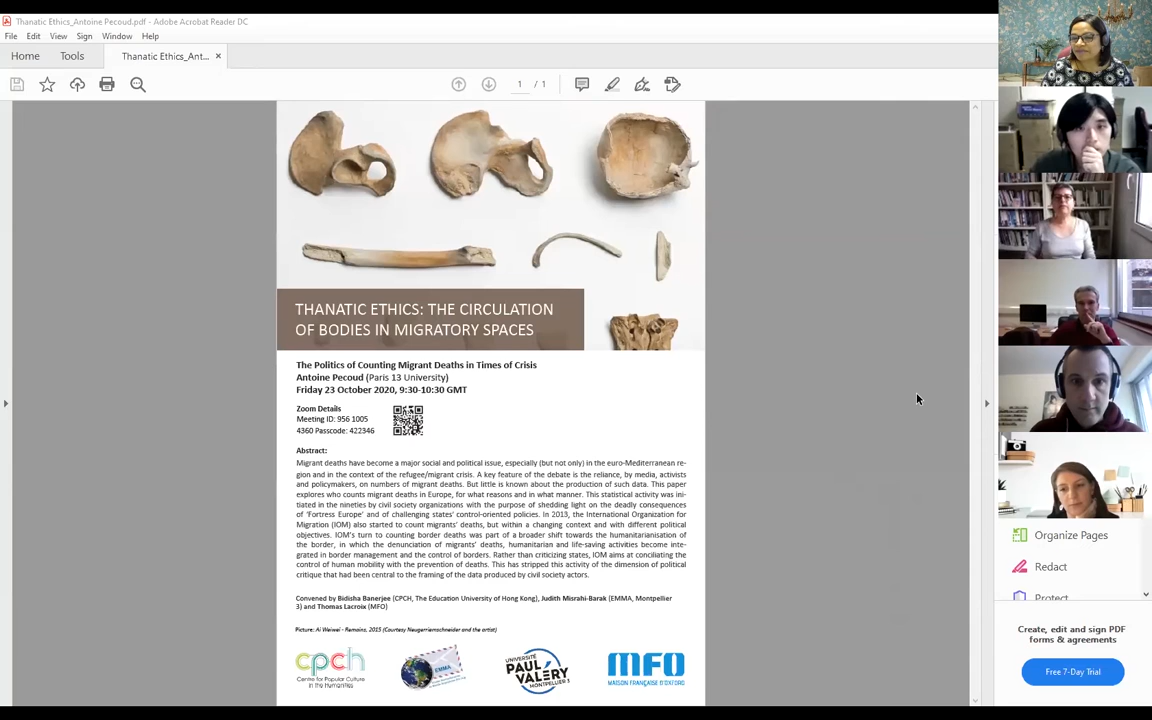 Thanatic Ethics_Antoine Pecoud.pdf - Adobe Acrobat Reader DC
File Edit View Sign Window Help
Home Tools Thanatic Ethics_Ant... ×
1 / 1
THANATIC ETHICS: THE CIRCULATION
OF BODIES IN MIGRATORY SPACES
The Politics of Counting Migrant Deaths in Times of Crisis
Antoine Pecoud (Paris 13 University)
Friday 23 October 2020, 9:30-10:30 GMT
Zoom Details
Meeting ID: 956 1005
4360 Passcode: 422346
Abstract:
Migrant deaths have become a major social and political issue, especially (but not only) in the euro-Mediterranean re-
gion and in the context of the refugee/migrant crisis. A key feature of the debate is the reliance, by media, activists
and policymakers, on numbers of migrant deaths. But little is known about the production of such data. This paper
explores who counts migrant deaths in Europe, for what reasons and in what manner. This statistical activity was ini-
tiated in the nineties by civil society organizations with the purpose of shedding light on the deadly consequences
of 'Fortress Europe' and of challenging states' control-oriented policies. In 2013, the International Organization for
Migration (IOM) also started to count migrants' deaths, but within a changing context and with different political
objectives. IOM's turn to counting border deaths was part of a broader shift towards the humanitarianisation of
the border, in which the denunciation of migrants' deaths, humanitarian and life-saving activities become inte-
grated in border management and the control of borders. Rather than criticizing states, IOM aims at conciliating the
control of human mobility with the prevention of deaths. This has stripped this activity of the dimension of political
critique that had been central to the framing of the data produced by civil society actors.
Convened by Bidisha Banerjee (CPCH, The Education University of Hong Kong), Judith Misrahi-Barak (EMMA, Montpellier
3) and Thomas Lacroix (MFO)
Picture: Ai Weiwei - Remains, 2015 (Courtesy Neugerriemschneider and the artist)
cpch
Centre for Popular Culture
in the Humanities
EMMA
UNIVERSITÉ
PAUL
VALÉRY
MONTPELLIER 3
MFO
MAISON FRANÇAISE D'OXFORD
Organize Pages
Redact
Protect
Create, edit and sign PDF
forms & agreements
Free 7-Day Trial